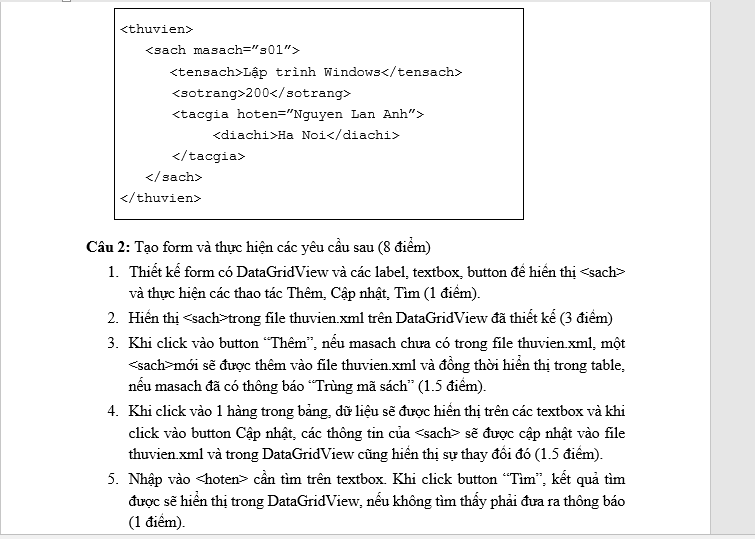 <thuvien>
<sach masach=”s01”>
<tensach>Lập trình Windows</tensach>
<sotrang>200</sotrang>
<tacgia hoten=”Nguyen Lan Anh”>
<diachi>Ha Noi</diachi>
</tacgia>
</sach>
</thuvien>
Câu 2: Tạo form và thực hiện các yêu cầu sau (8 điểm)
1. Thiết kế form có DataGridView và các label, textbox, button để hiển thị <sach>
và thực hiện các thao tác Thêm, Cập nhật, Tìm (1 điểm).
2. Hiển thị <sach>trong file thuvien.xml trên DataGridView đã thiết kế (3 điểm)
3. Khi click vào button “Thêm”, nếu masach chưa có trong file thuvien.xml, một
<sach>mới sẽ được thêm vào file thuvien.xml và đồng thời hiển thị trong table,
nếu masach đã có thông báo “Trùng mã sách” (1.5 điểm).
4. Khi click vào 1 hàng trong bảng, dữ liệu sẽ được hiển thị trên các textbox và khi
click vào button Cập nhật, các thông tin của <sach> sẽ được cập nhật vào file
thuvien.xml và trong DataGridView cũng hiển thị sự thay đổi đó (1.5 điểm).
5. Nhập vào <hoten> cần tìm trên textbox. Khi click button “Tìm”, kết quả tìm
được sẽ hiển thị trong DataGridView, nếu không tìm thấy phải đưa ra thông báo
(1 điểm).